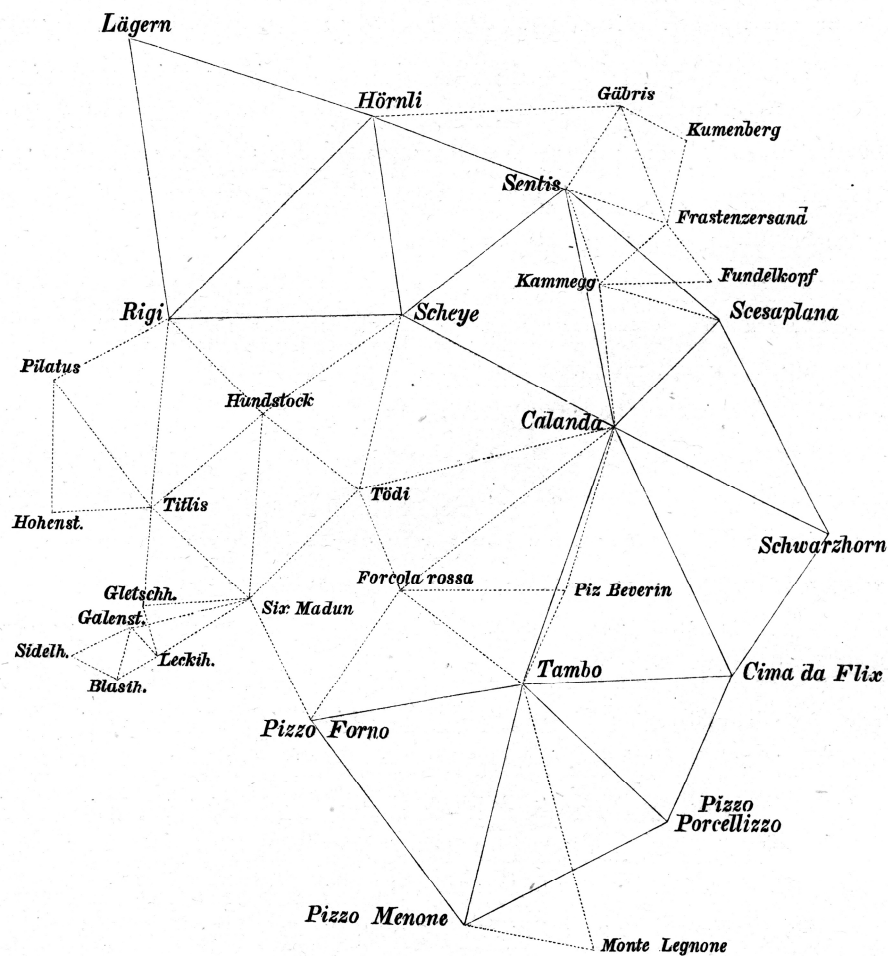 Lägern
Hörnli
Gäbris
Kumenberg
Sentis
Frastenzersand
Kammegg
Fundelkopf
Rigi
Scheye
Scesaplana
Pilatus
Hundstock
Calanda
Titlis
Tödi
Hohenst.
Schwarzhorn
Forcola rossa
Gletschh.
Piz Beverin
Galenst.
Six Madun
Sidelh.
Leckih.
Tambo
Cima da Flix
Blasih.
Pizzo Forno
Pizzo
Porcellizzo
Pizzo Menone
Monte Legnone